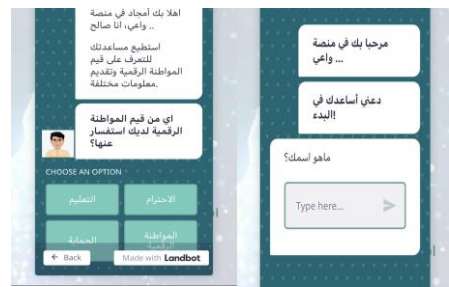 اهلا بك أمجاد في منصة
واعي، انا صالح ..
استطيع مساعدتك
للتعرف على قيم
المواطنة الرقمية وتقديم
معلومات مختلفة.
اي من قيم المواطنة
الرقمية لديك استفسار
عنها؟
CHOOSE AN OPTION
الاحترام
التعليم
المواطنة
الرقمية
الحماية
← Back
Made with Landbot
مرحبا بك في منصة
واعي ...
دعني أساعدك في
البدء!
ماهو اسمك؟
Type here...